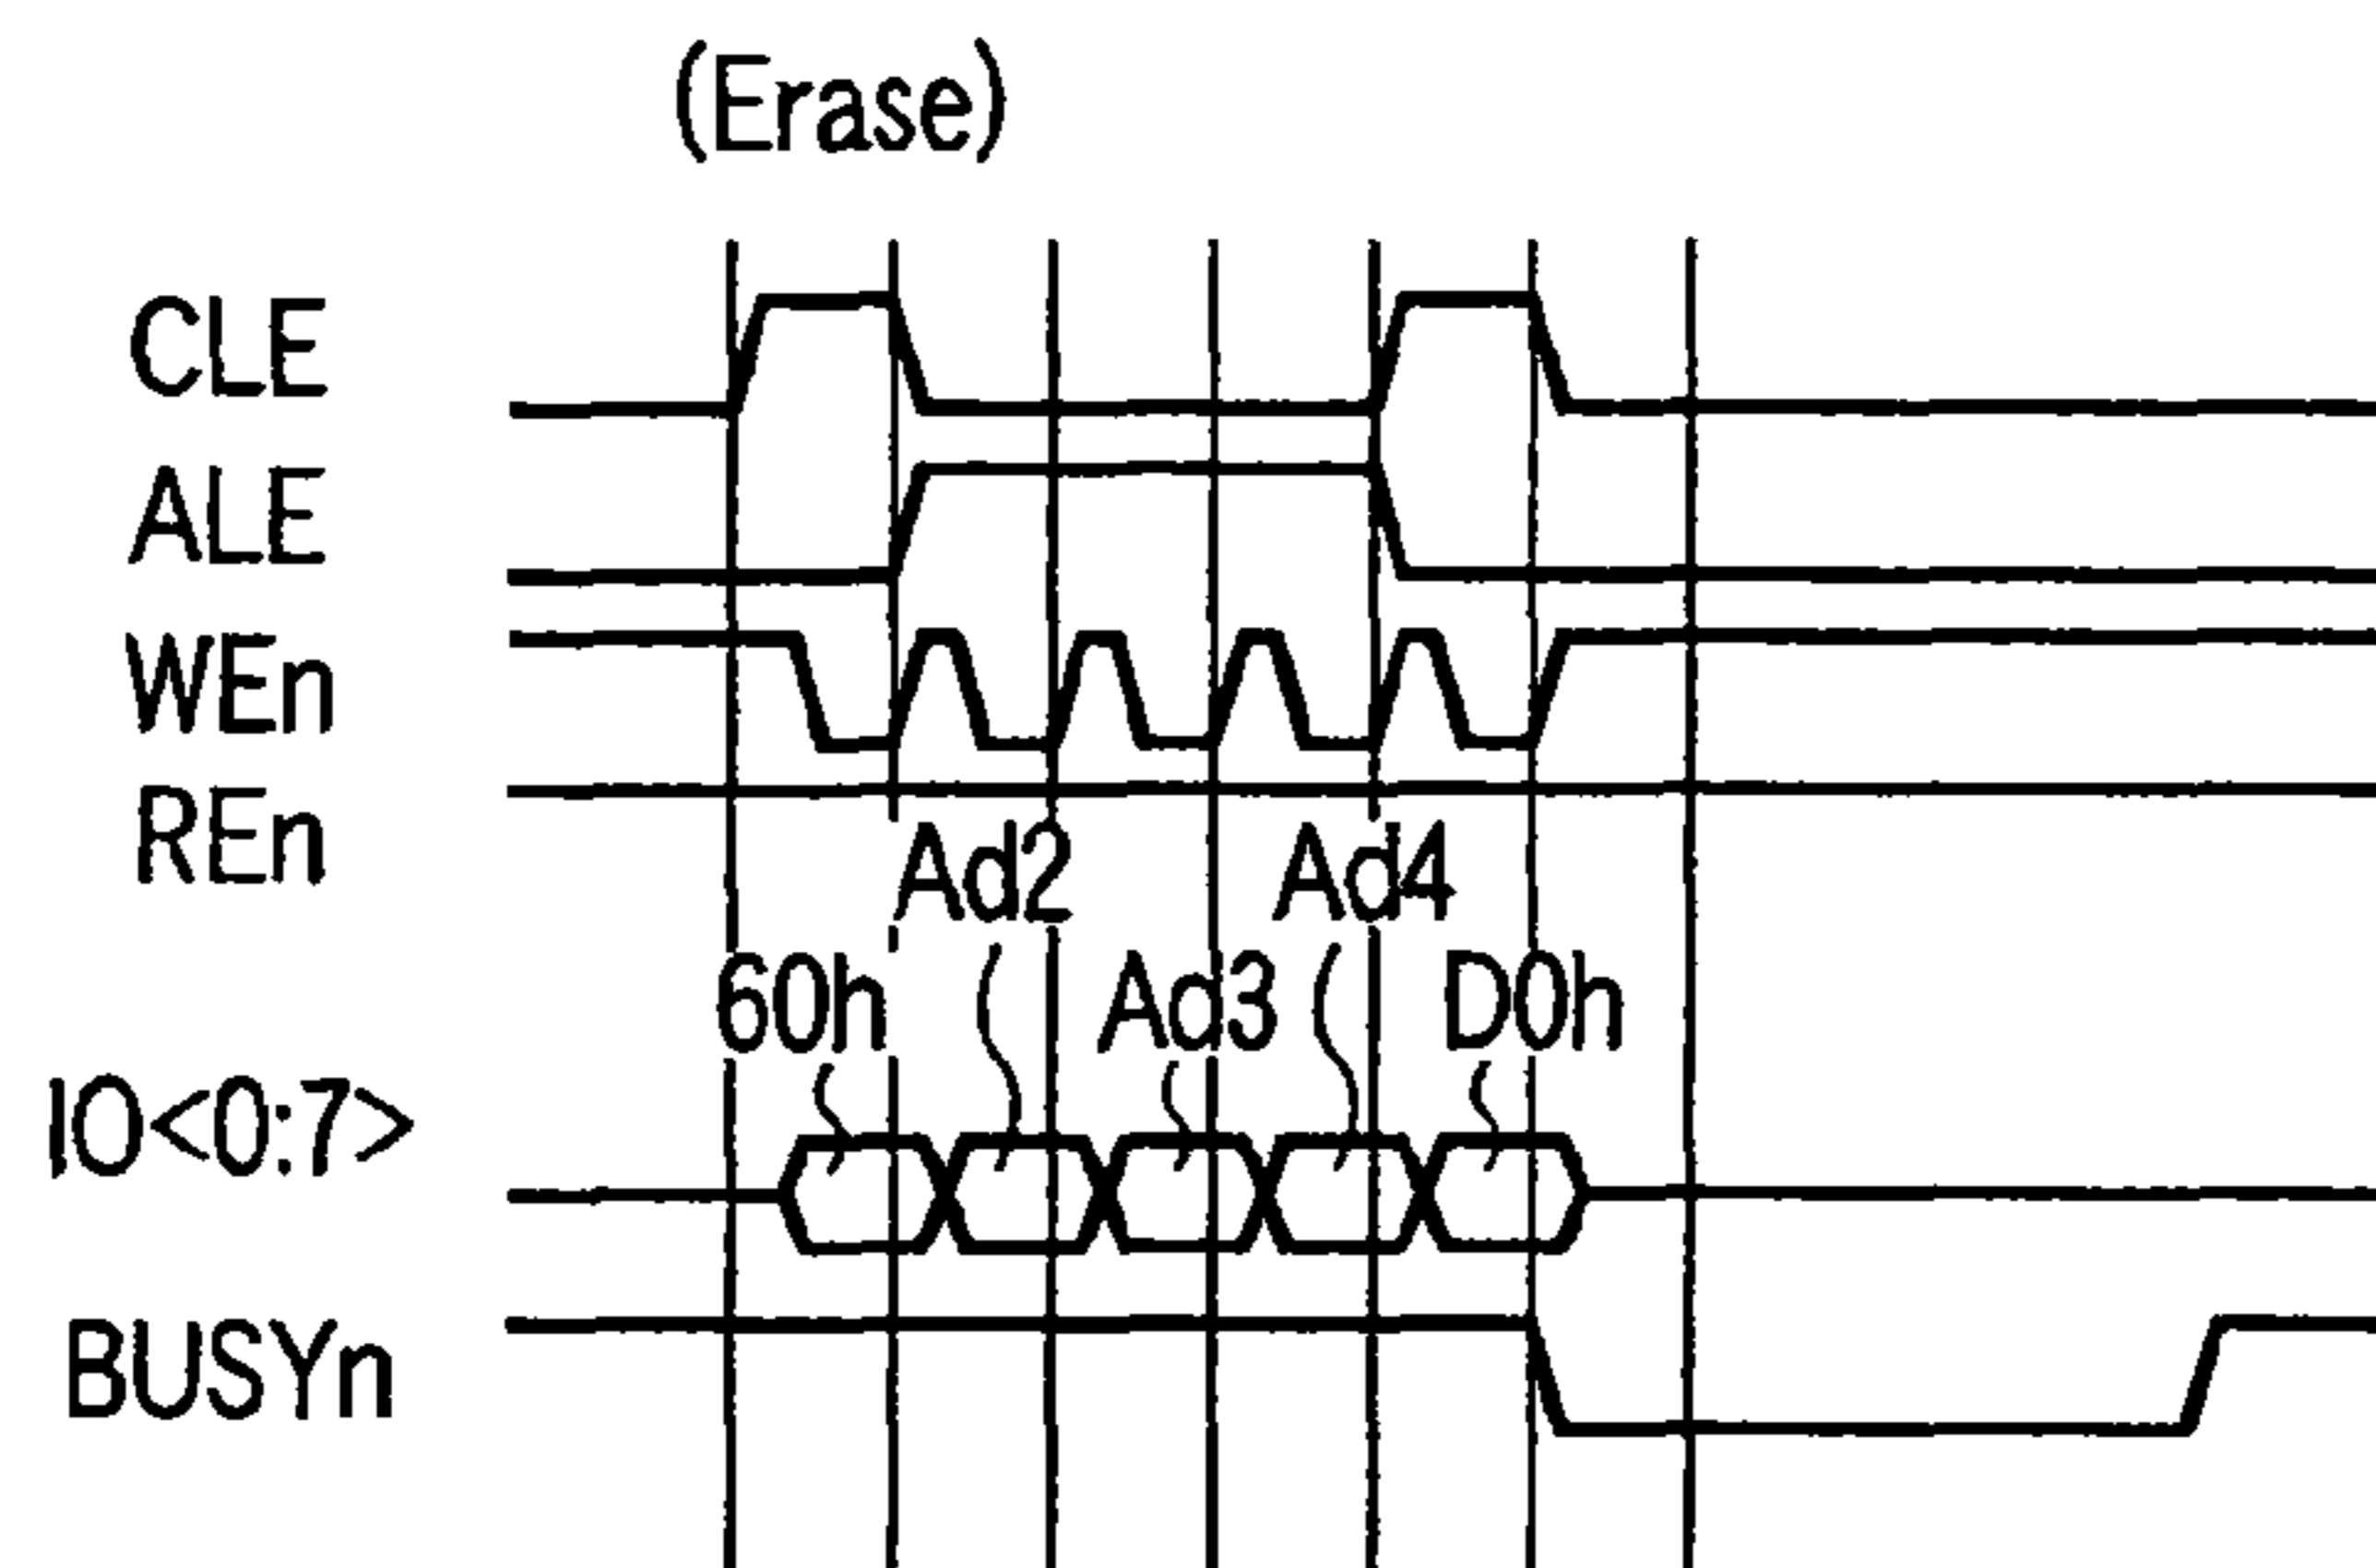 (Erase)
CLE
ALE
WEn
REn
Ad2 Ad4
60h Ad3 D0h
IO<0:7>
BUSYn